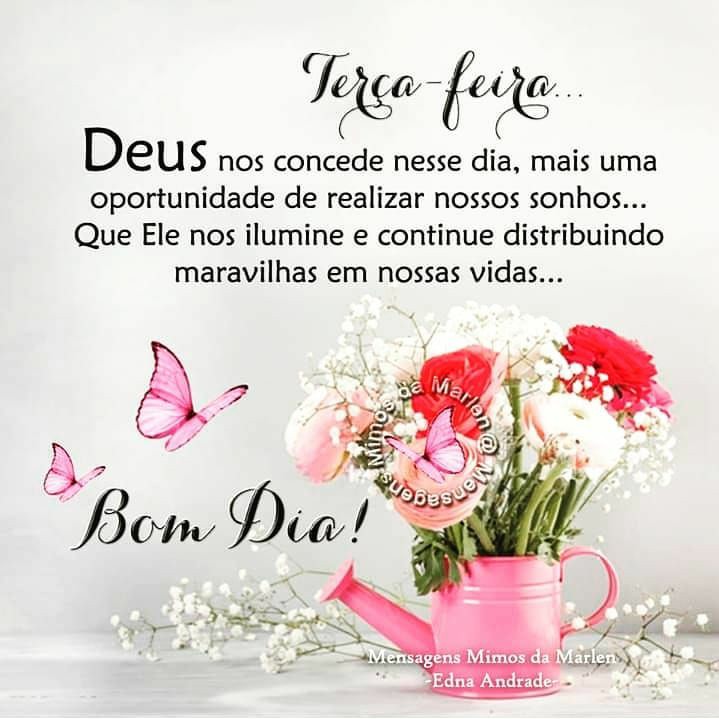 Terça-feira...
Deus nos concede nesse dia, mais uma
oportunidade de realizar nossos sonhos...
Que Ele nos ilumine e continue distribuindo
maravilhas em nossas vidas...
Mensagens Mimos da Marlen@
Bom Dia!
Mensagens Mimos da Marlen
-Edna Andrade-